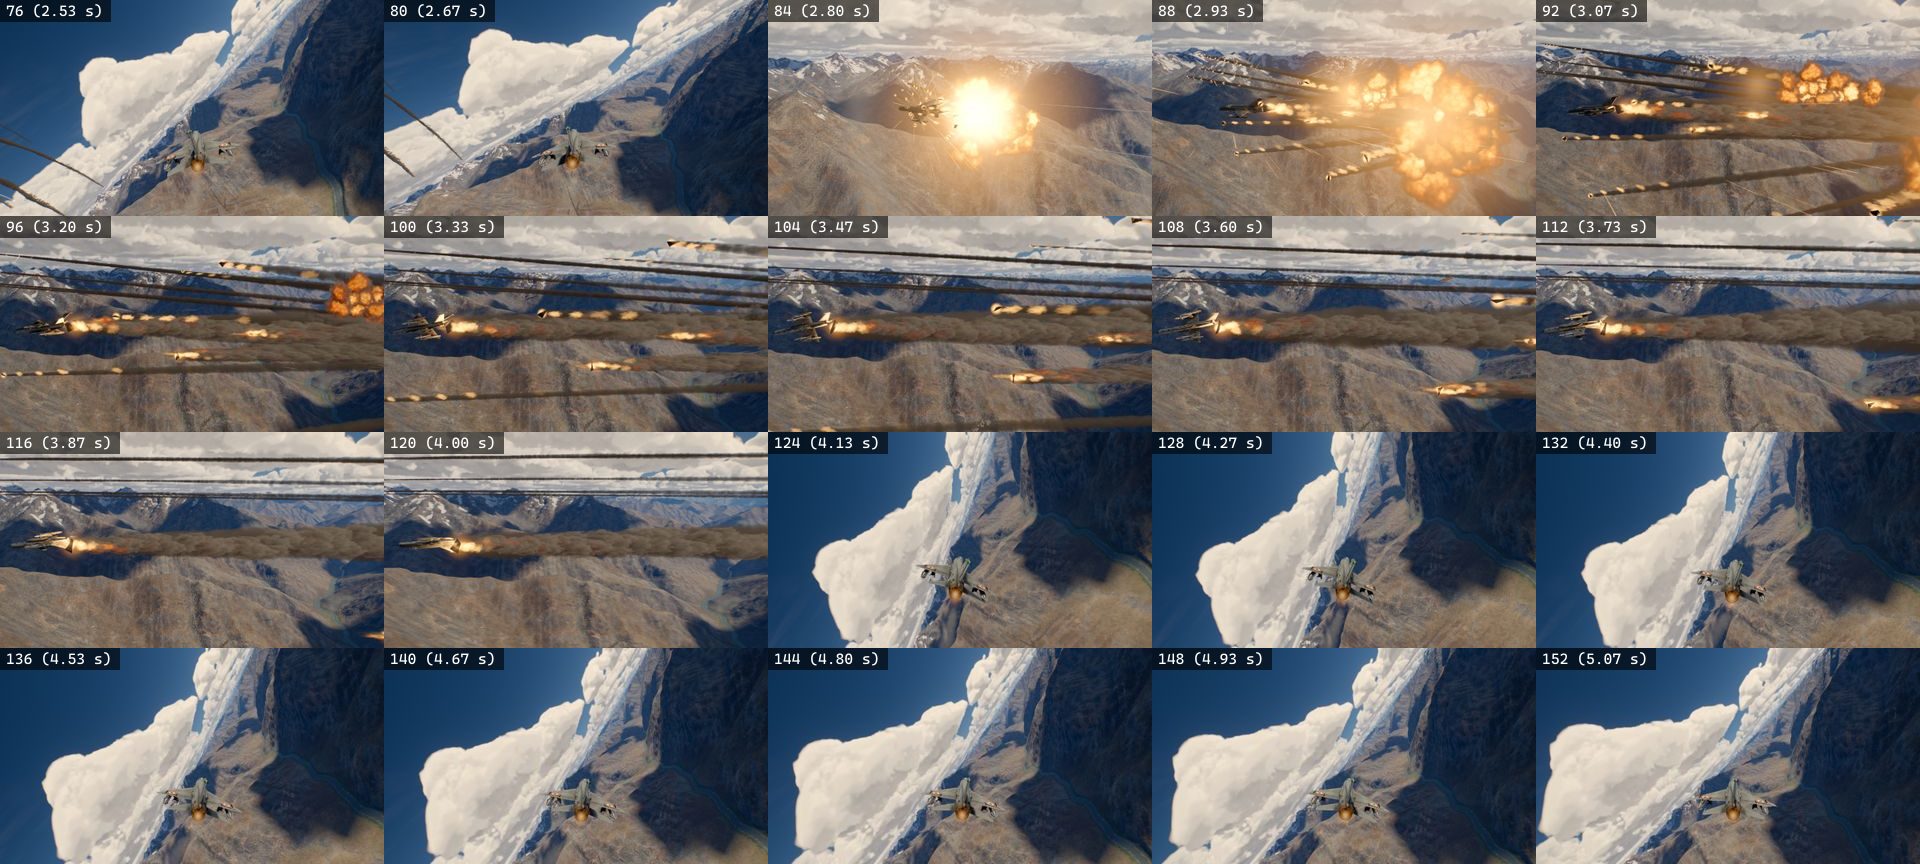 76 (2.53 s)
80 (2.67 s)
84 (2.80 s)
88 (2.93 s)
92 (3.07 s)
96 (3.20 s)
100 (3.33 s)
104 (3.47 s)
108 (3.60 s)
112 (3.73 s)
116 (3.87 s)
120 (4.00 s)
124 (4.13 s)
128 (4.27 s)
132 (4.40 s)
136 (4.53 s)
140 (4.67 s)
144 (4.80 s)
148 (4.93 s)
152 (5.07 s)